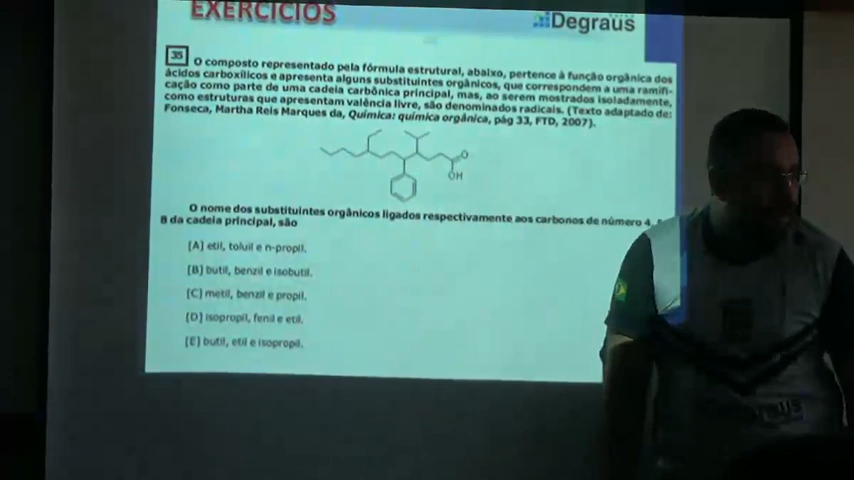 EXERCÍCIOS
Degraus
35 O composto representado pela fórmula estrutural, abaixo, pertence à função orgânica dos
ácidos carboxílicos e apresenta alguns substituintes orgânicos, que correspondem a uma ramifi-
cação como parte de uma cadeia carbônica principal, mas, ao serem mostrados isoladamente,
como estruturas que apresentam valência livre, são denominados radicais. (Texto adaptado de:
Fonseca, Martha Reis Marques da, Química: química orgânica, pág 33, FTD, 2007).
O
OH
O nome dos substituintes orgânicos ligados respectivamente aos carbonos de número 4,
8 da cadeia principal, são
[A] etil, toluil e n-propil.
[B] butil, benzil e isobutil.
[C] metil, benzil e propil.
[D] isopropil, fenil e etil.
[E] butil, etil e isopropil.